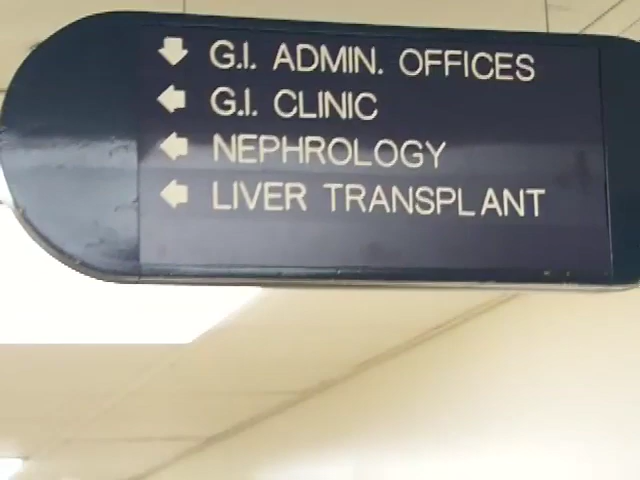 G.I. ADMIN. OFFICES
G.I. CLINIC
NEPHROLOGY
LIVER TRANSPLANT